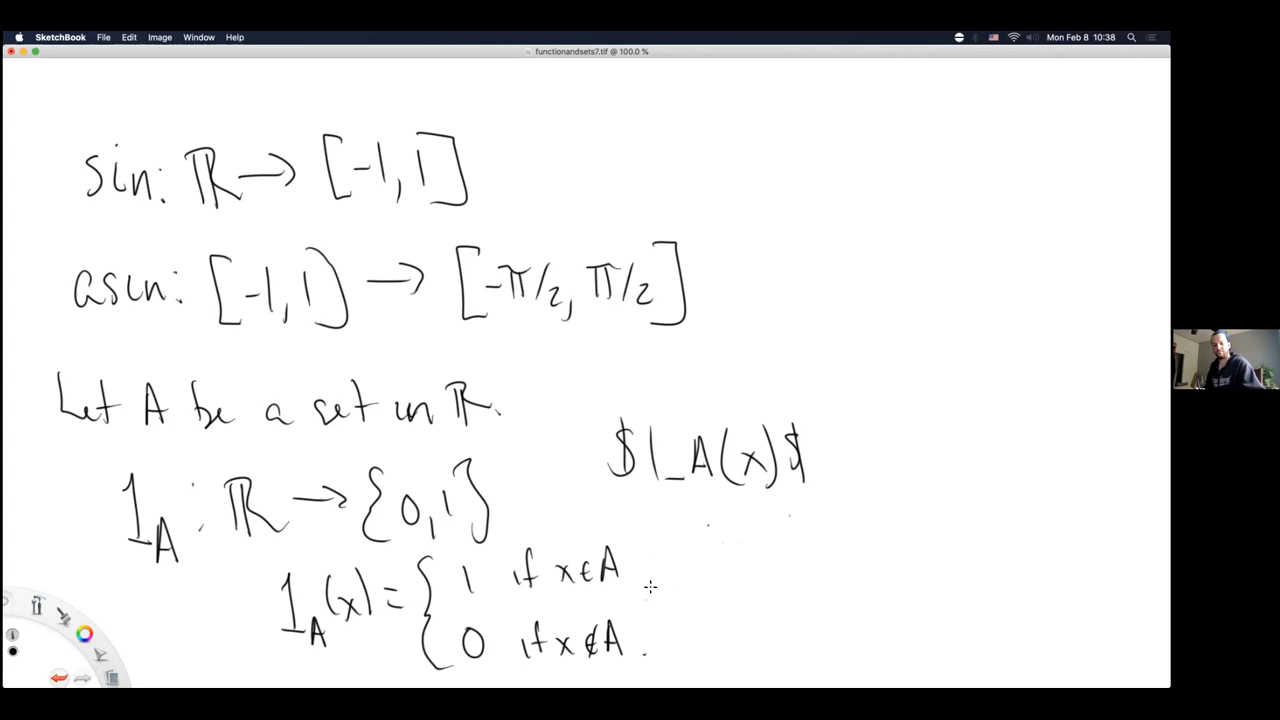 SketchBook File Edit Image Window Help Mon Feb 8 10:38
functionandsets7.tif @ 100.0 %
sin: ℝ → [-1, 1]
asin: [-1, 1) → [-π/2, π/2]
Let A be a set in ℝ.
1_A : ℝ → {0, 1}
$1_A(x)$
1_A(x) = { 1 if x ∈ A
0 if x ∉ A .